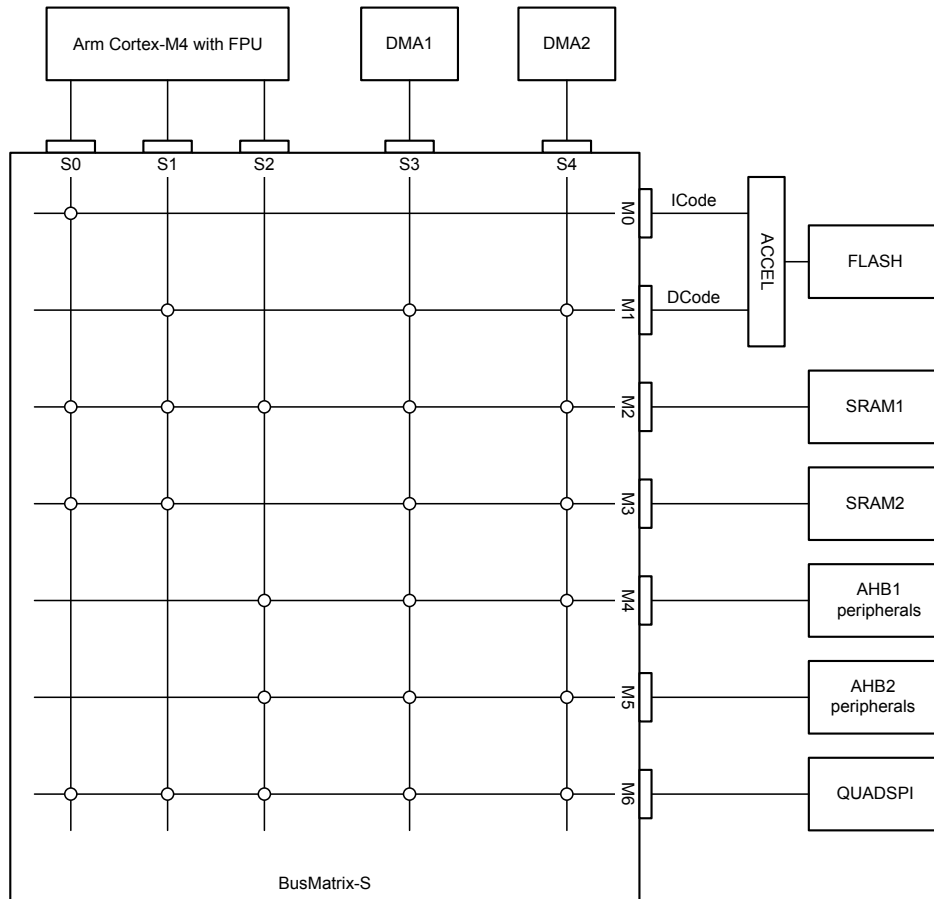 Arm Cortex-M4 with FPU
DMA1
DMA2
S0
S1
S2
S3
S4
M0
ICode
ACCEL
FLASH
M1
DCode
M2
SRAM1
M3
SRAM2
M4
AHB1
peripherals
M5
AHB2
peripherals
M6
QUADSPI
BusMatrix-S